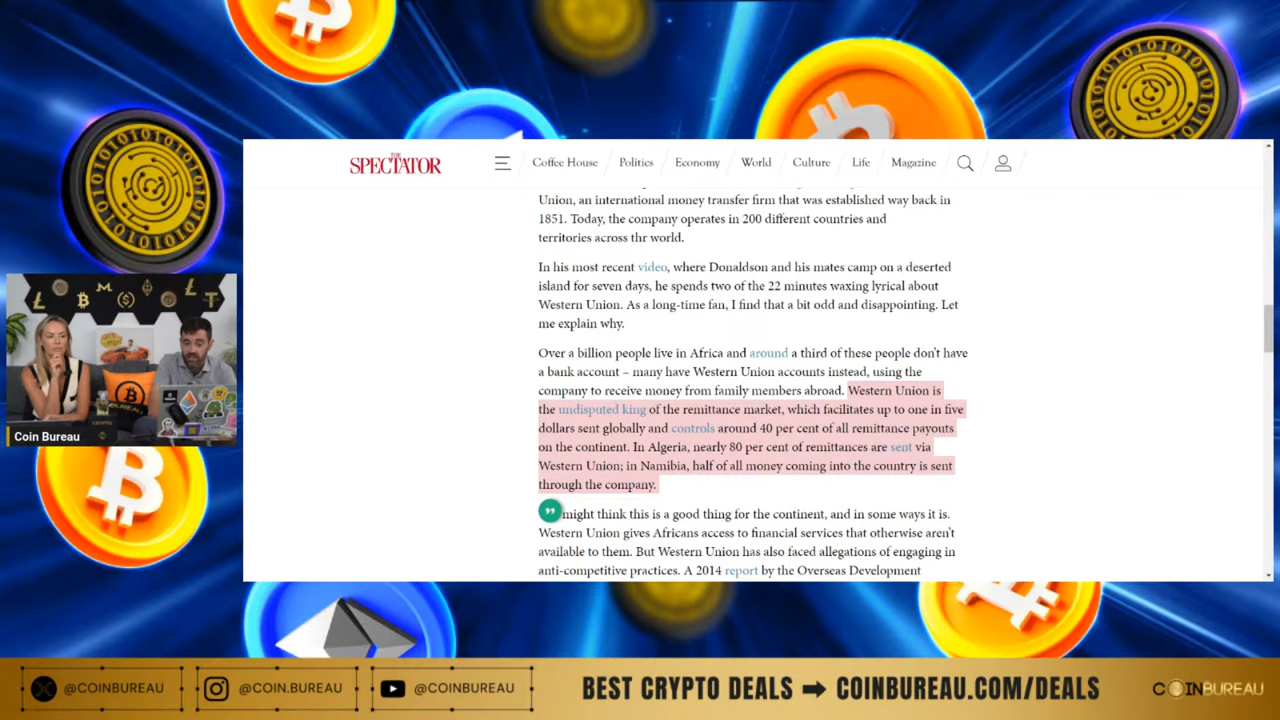 THE
SPECTATOR
Coffee House
Politics
Economy
World
Culture
Life
Magazine
Union, an international money transfer firm that was established way back in
1851. Today, the company operates in 200 different countries and
territories across thr world.
In his most recent video, where Donaldson and his mates camp on a deserted
island for seven days, he spends two of the 22 minutes waxing lyrical about
Western Union. As a long-time fan, I find that a bit odd and disappointing. Let
me explain why.
Over a billion people live in Africa and around a third of these people don't have
a bank account – many have Western Union accounts instead, using the
company to receive money from family members abroad. Western Union is
the undisputed king of the remittance market, which facilitates up to one in five
dollars sent globally and controls around 40 per cent of all remittance payouts
on the continent. In Algeria, nearly 80 per cent of remittances are sent via
Western Union; in Namibia, half of all money coming into the country is sent
through the company.
might think this is a good thing for the continent, and in some ways it is.
Western Union gives Africans access to financial services that otherwise aren't
available to them. But Western Union has also faced allegations of engaging in
anti-competitive practices. A 2014 report by the Overseas Development
Coin Bureau
@COINBUREAU
@COIN.BUREAU
@COINBUREAU
BEST CRYPTO DEALS ➡ COINBUREAU.COM/DEALS
COINBUREAU